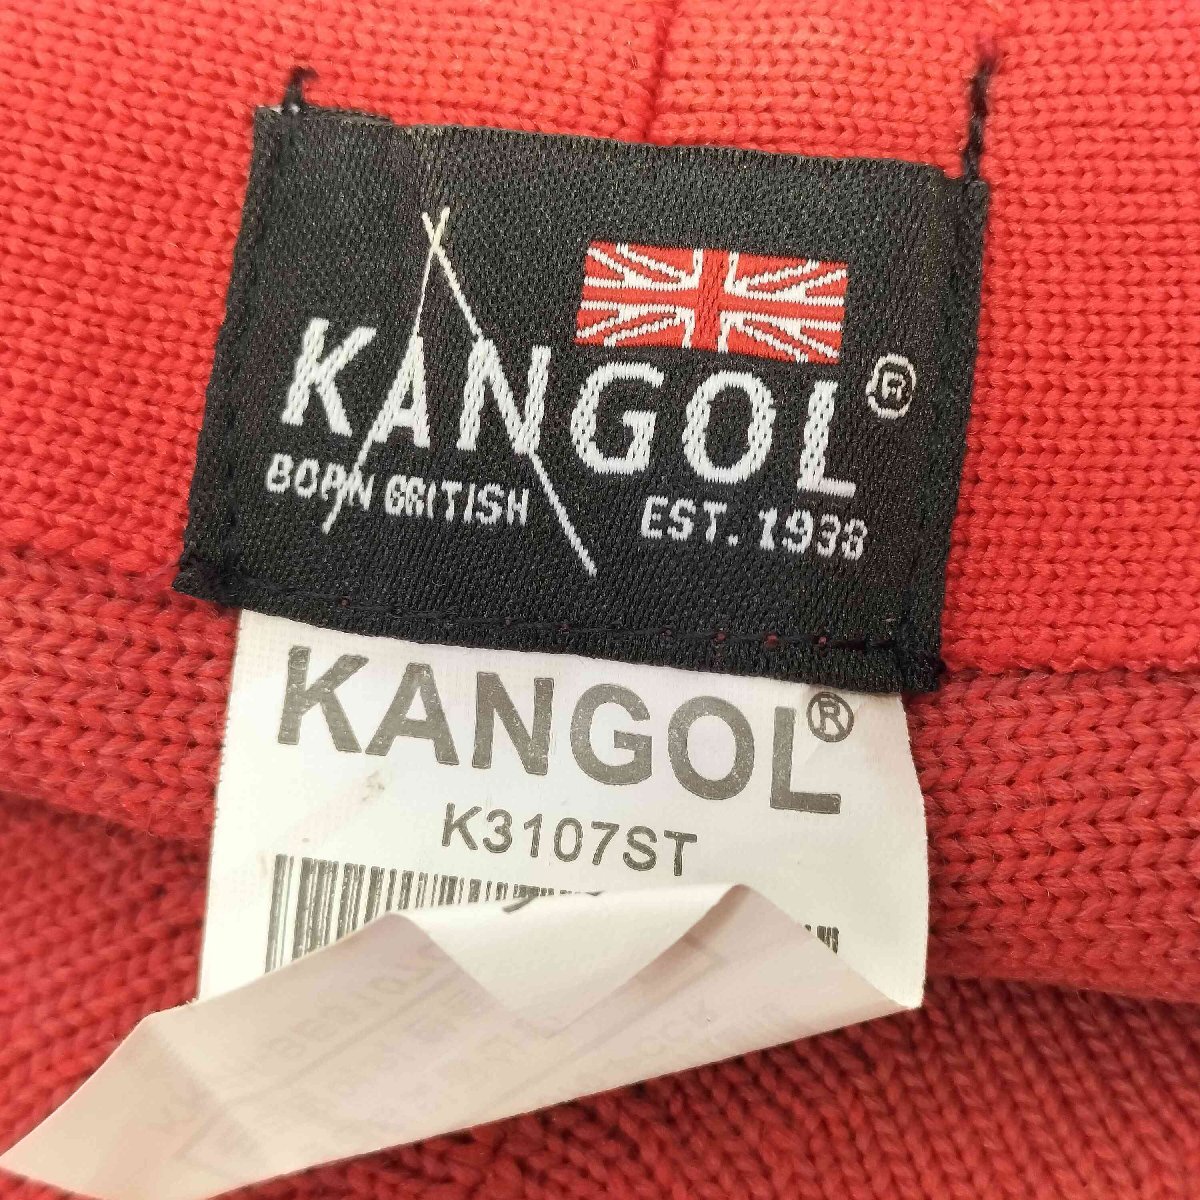 KANGOL®
BORN BRITISH EST. 1938
KANGOL®
K3107ST